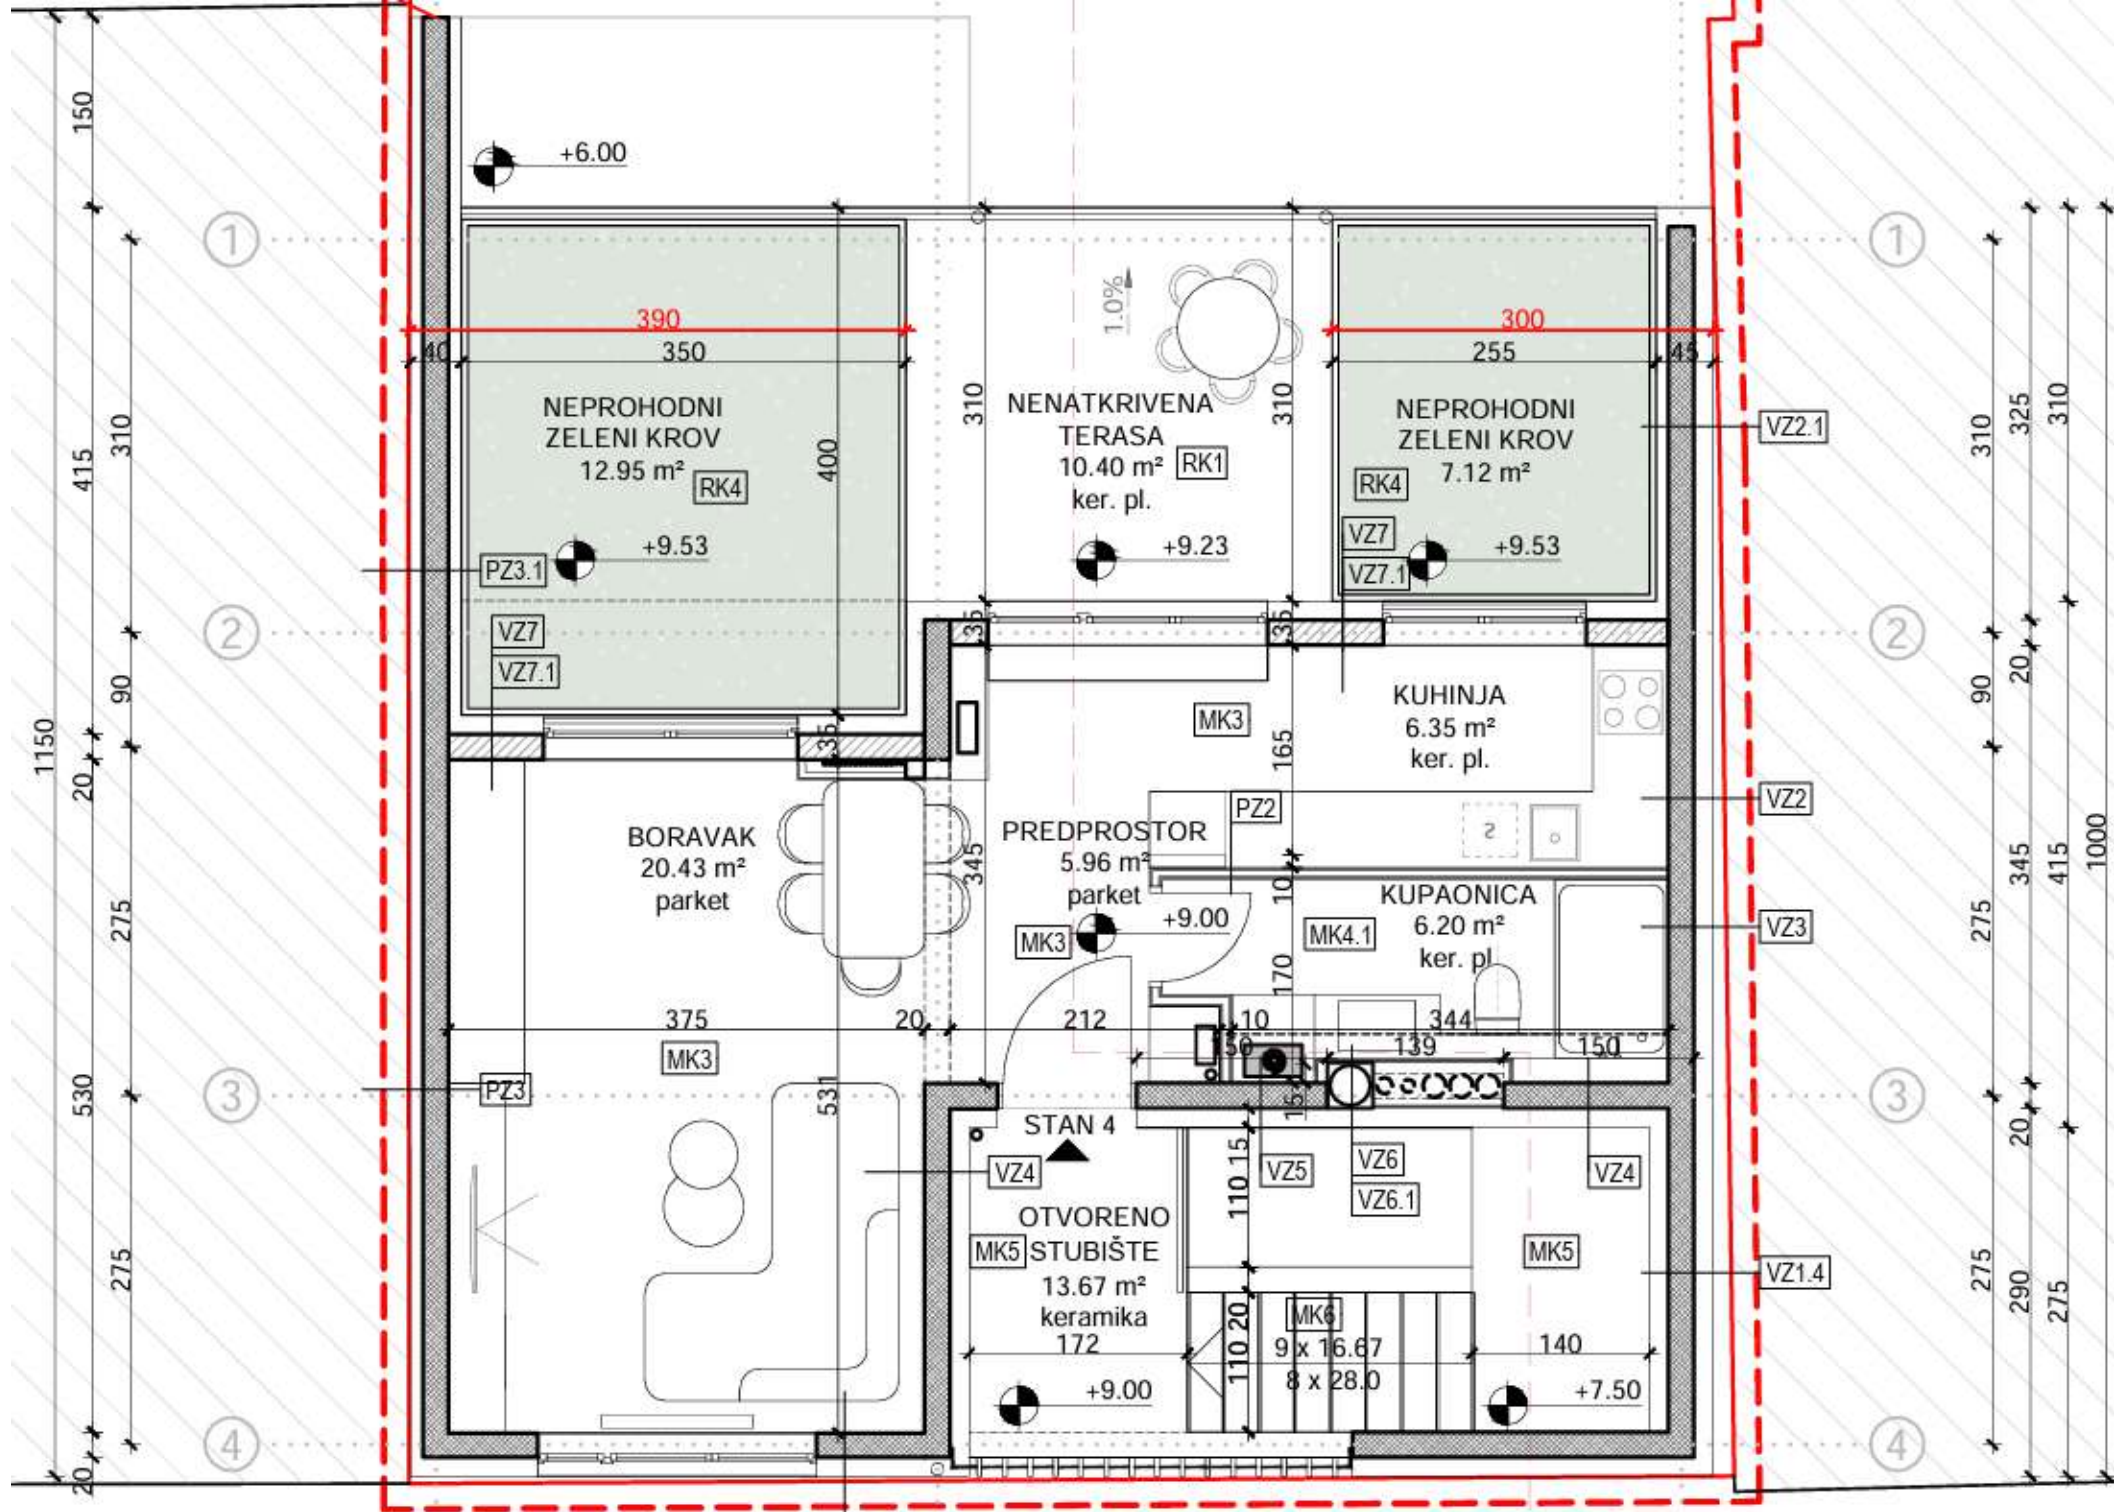 150
+6.00
1
1
390
300
40
350
255
45
1.0%
310
415
310
325
310
NEPROHODNI
ZELENI KROV
12.95 m²
RK4
400
+9.53
310
NENATKRIVENA
TERASA
10.40 m²
RK1
ker. pl.
310
+9.23
NEPROHODNI
ZELENI KROV
7.12 m²
RK4
VZ7
VZ7.1
+9.53
VZ2.1
PZ3.1
VZ7
VZ7.1
2
2
35
35
35
90
20
1150
90
20
MK3
KUHINJA
6.35 m²
ker. pl.
165
VZ2
PZ2
BORAVAK
20.43 m²
parket
PREDPROSTOR
5.96 m²
parket
345
+9.00
MK3
10
KUPAONICA
6.20 m²
ker. pl.
MK4.1
170
VZ3
275
275
345
415
1000
375
20
212
10
344
150
139
150
MK3
PZ3
531
530
3
3
15
20
STAN 4
VZ4
VZ5
VZ6
VZ6.1
VZ4
15
110
OTVORENO
STUBIŠTE
13.67 m²
keramika
MK5
MK5
VZ1.4
275
275
290
275
20
110
MK6
9 x 16.67
8 x 28.0
172
140
+9.00
+7.50
4
4
20